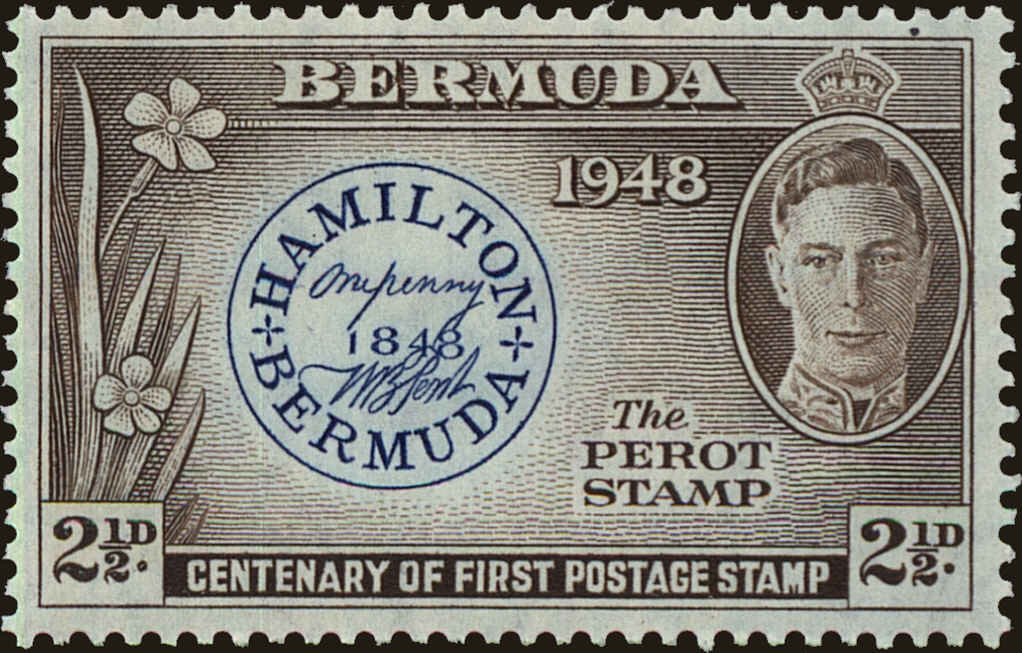 BERMUDA
1948
HAMILTON
One penny
1848
WB Perot
BERMUDA
The
PEROT
STAMP
2½D.
2½D.
CENTENARY OF FIRST POSTAGE STAMP